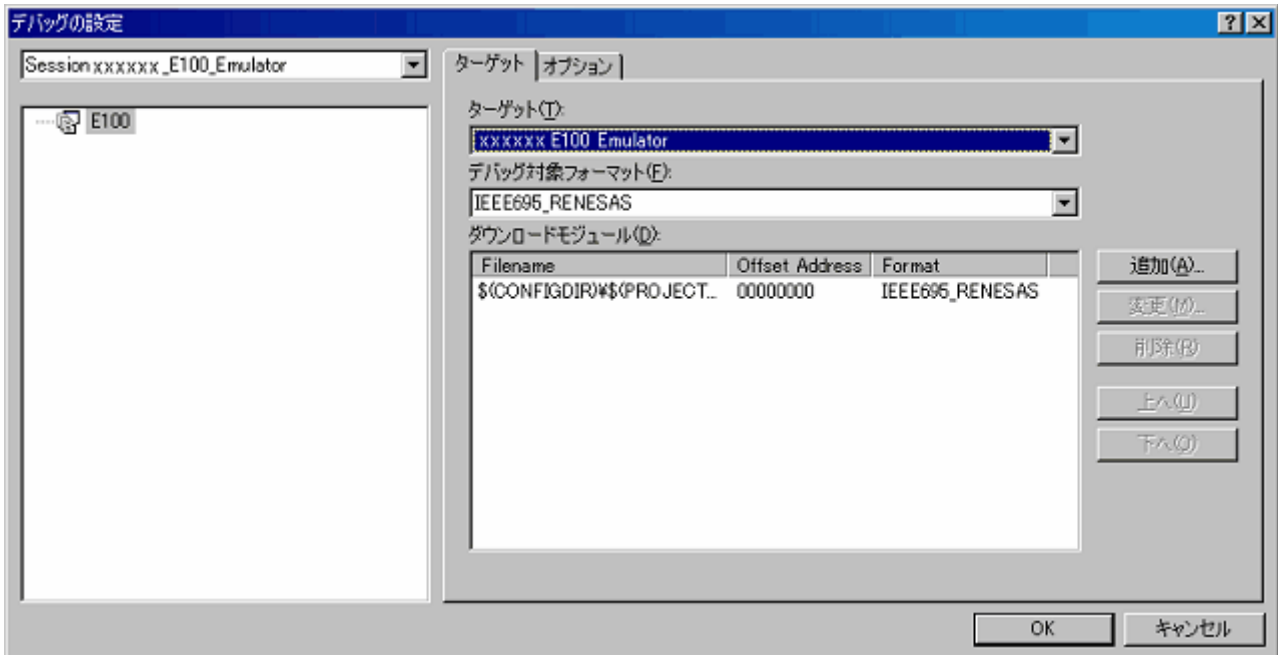 デバッグの設定
Session xxxxxx _E100_Emulator
E100
ターゲット オプション
ターゲット(T):
xxxxxx E100 Emulator
デバッグ対象フォーマット(F):
IEEE695_RENESAS
ダウンロードモジュール(D):
Filename Offset Address Format
$(CONFIGDIR)¥$(PROJECT... 00000000 IEEE695_RENESAS
追加(A)...
変更(M)...
削除(R)
上へ(U)
下へ(O)
OK キャンセル